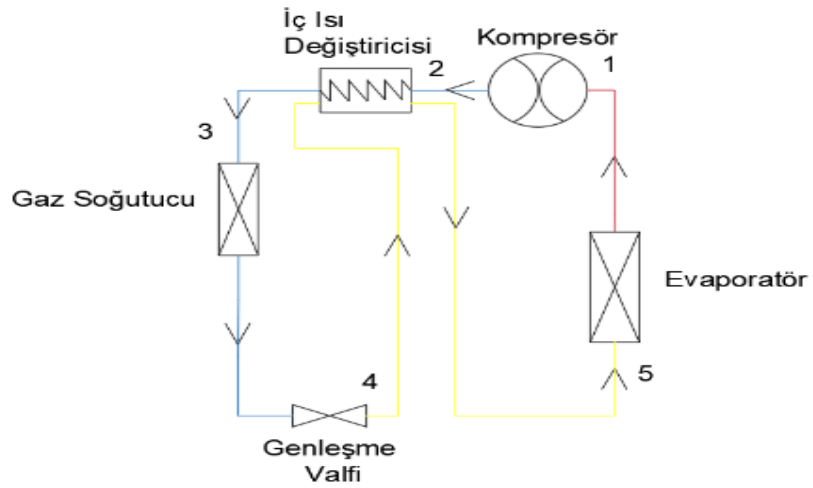 İç Isı
Değiştiricisi
Kompresör
2
1
3
Gaz Soğutucu
Evaporatör
4
5
Genleşme
Valfi